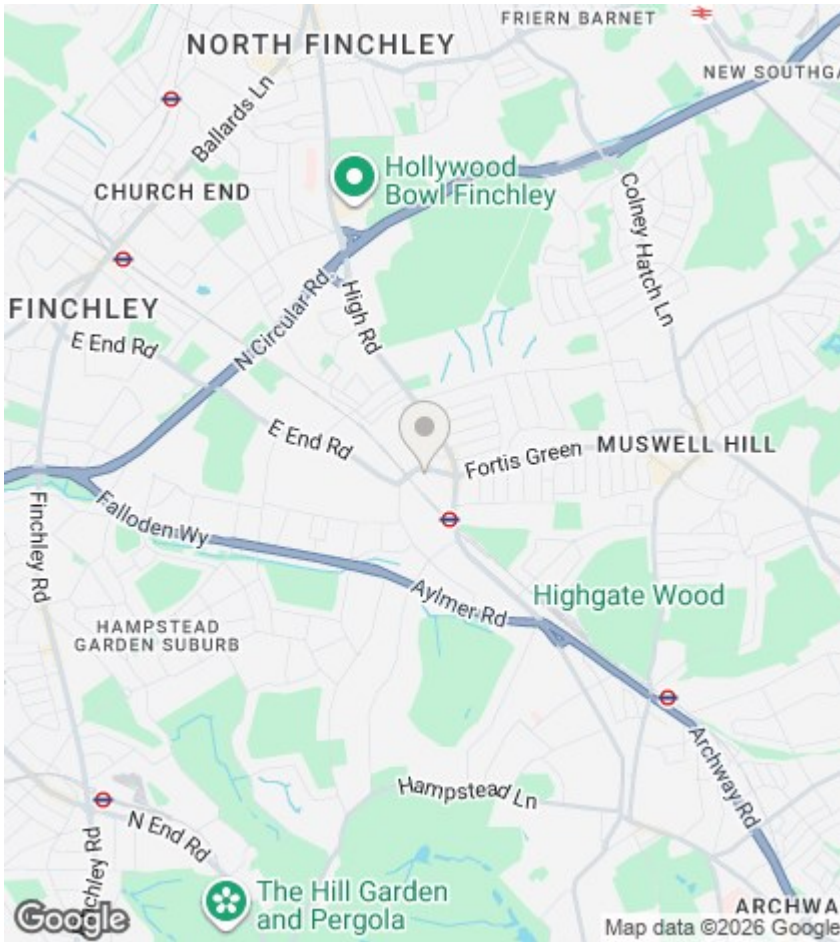 FRIERN BARNET
NORTH FINCHLEY
NEW SOUTHGA
Ballards Ln
Hollywood
Bowl Finchley
CHURCH END
Colney Hatch Ln
FINCHLEY
N Circular Rd
High Rd
E End Rd
E End Rd
Fortis Green
MUSWELL HILL
Finchley Rd
Falloden Wy
Aylmer Rd
Highgate Wood
HAMPSTEAD
GARDEN SUBURB
Archway Rd
Hampstead Ln
N End Rd
nchley Rd
The Hill Garden
and Pergola
ARCHWA
Google
Map data ©2026 Google